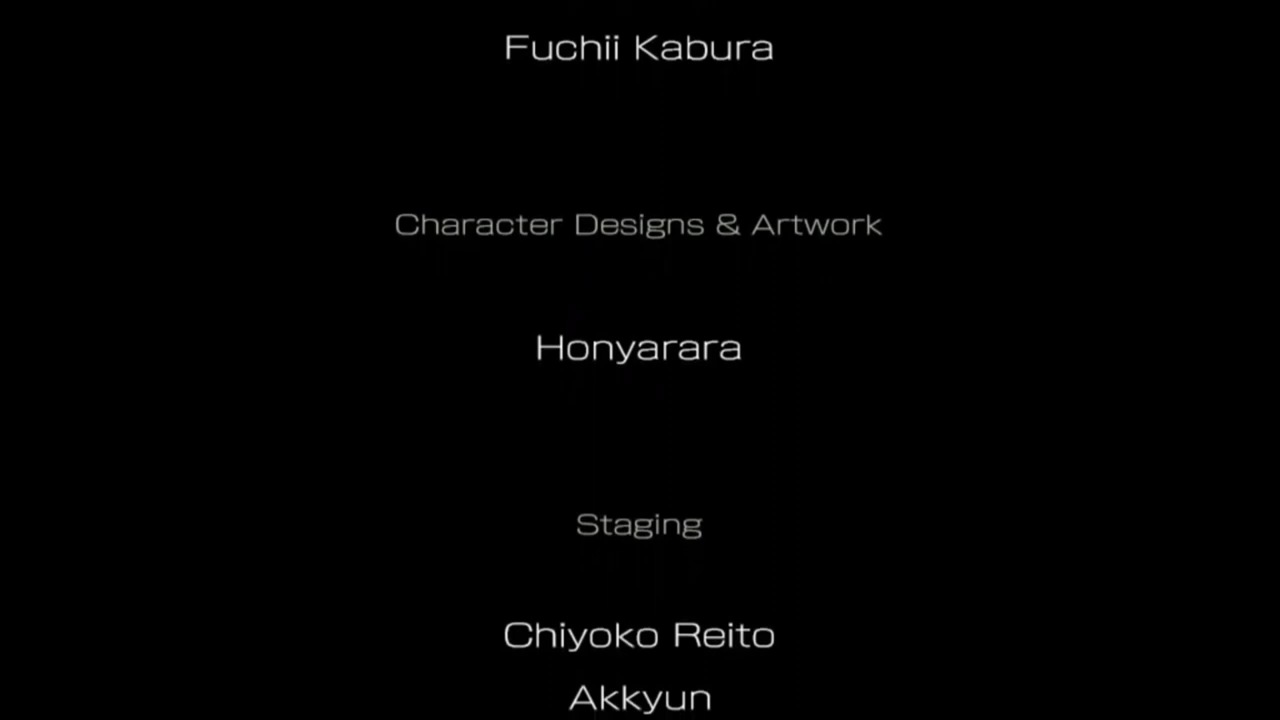 Fuchii Kabura
Character Designs & Artwork
Honyarara
Staging
Chiyoko Reito
Akkyun